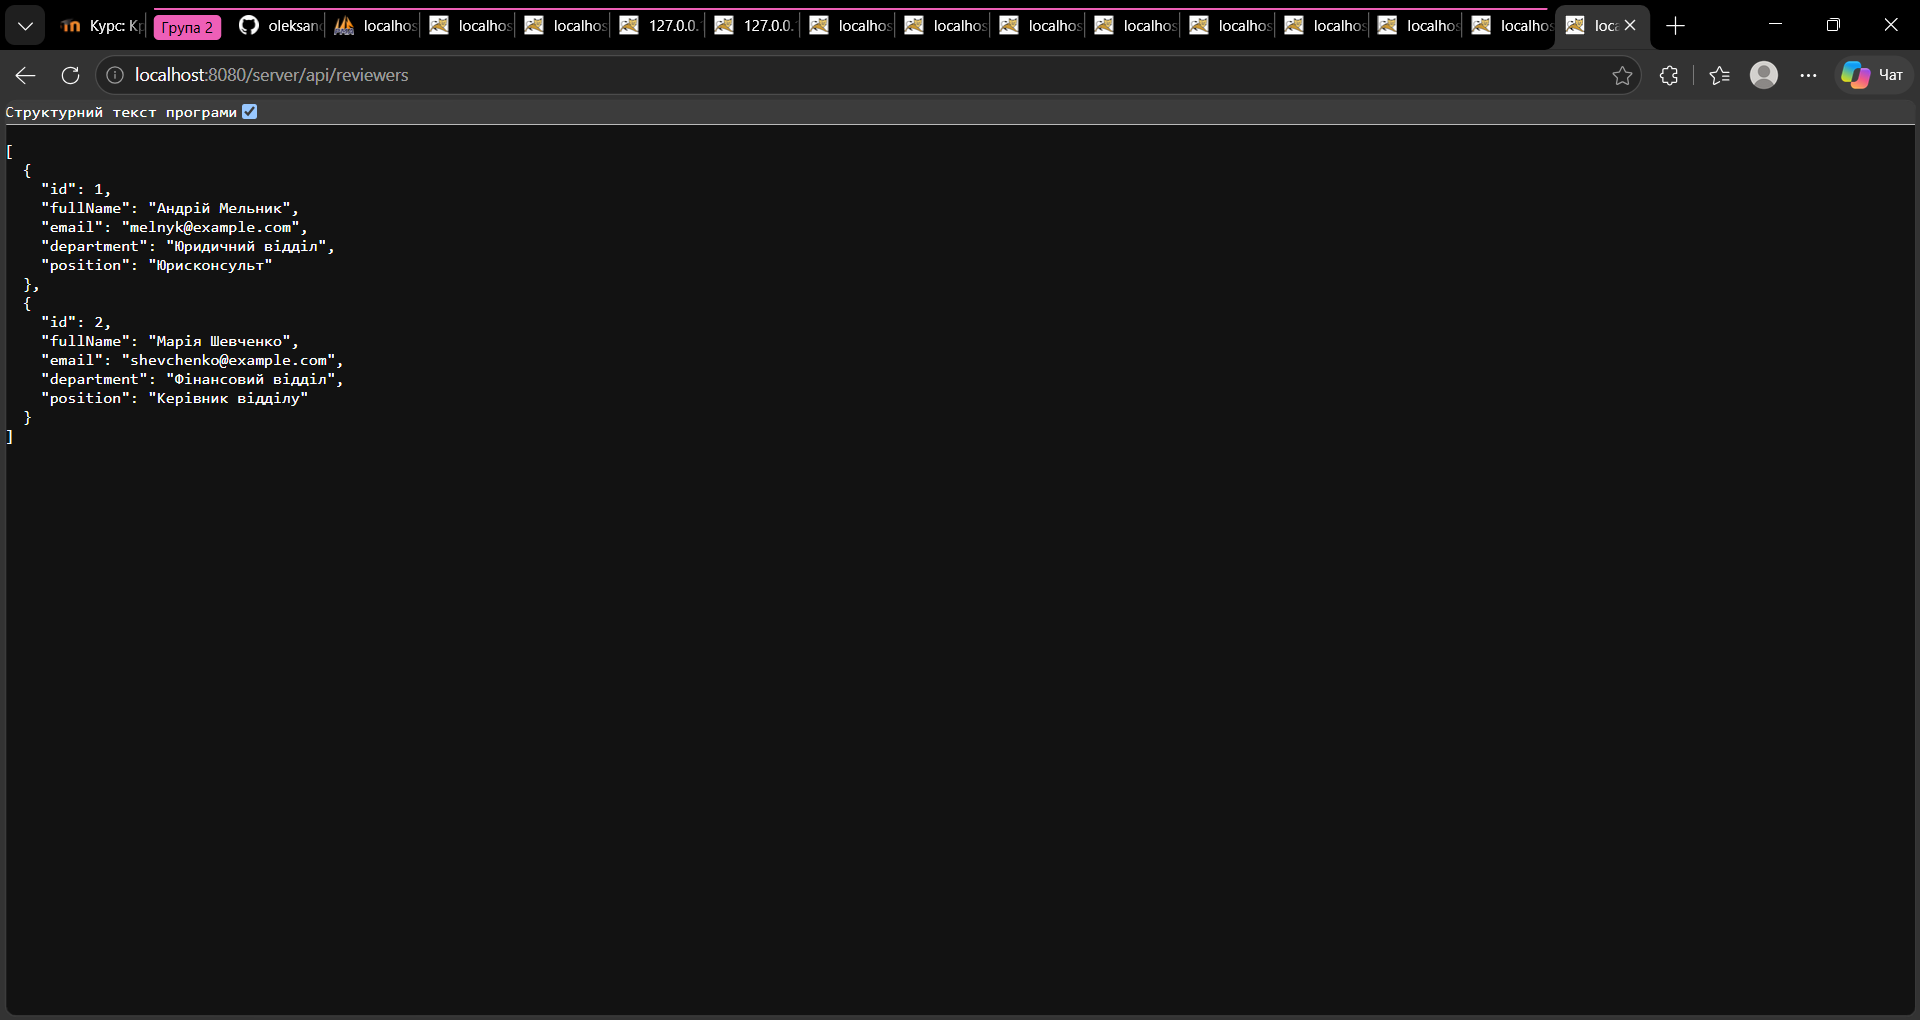 Курс: Кр
Група 2
oleksan
localhos
localhos
localhos
127.0.0.
127.0.0.
localhos
localhos
localhos
localhos
localhos
localhos
localhos
localhos
loca
localhost:8080/server/api/reviewers
Чат
Структурний текст програми
[
{
"id": 1,
"fullName": "Андрій Мельник",
"email": "melnyk@example.com",
"department": "Юридичний відділ",
"position": "Юрисконсульт"
},
{
"id": 2,
"fullName": "Марія Шевченко",
"email": "shevchenko@example.com",
"department": "Фінансовий відділ",
"position": "Керівник відділу"
}
]